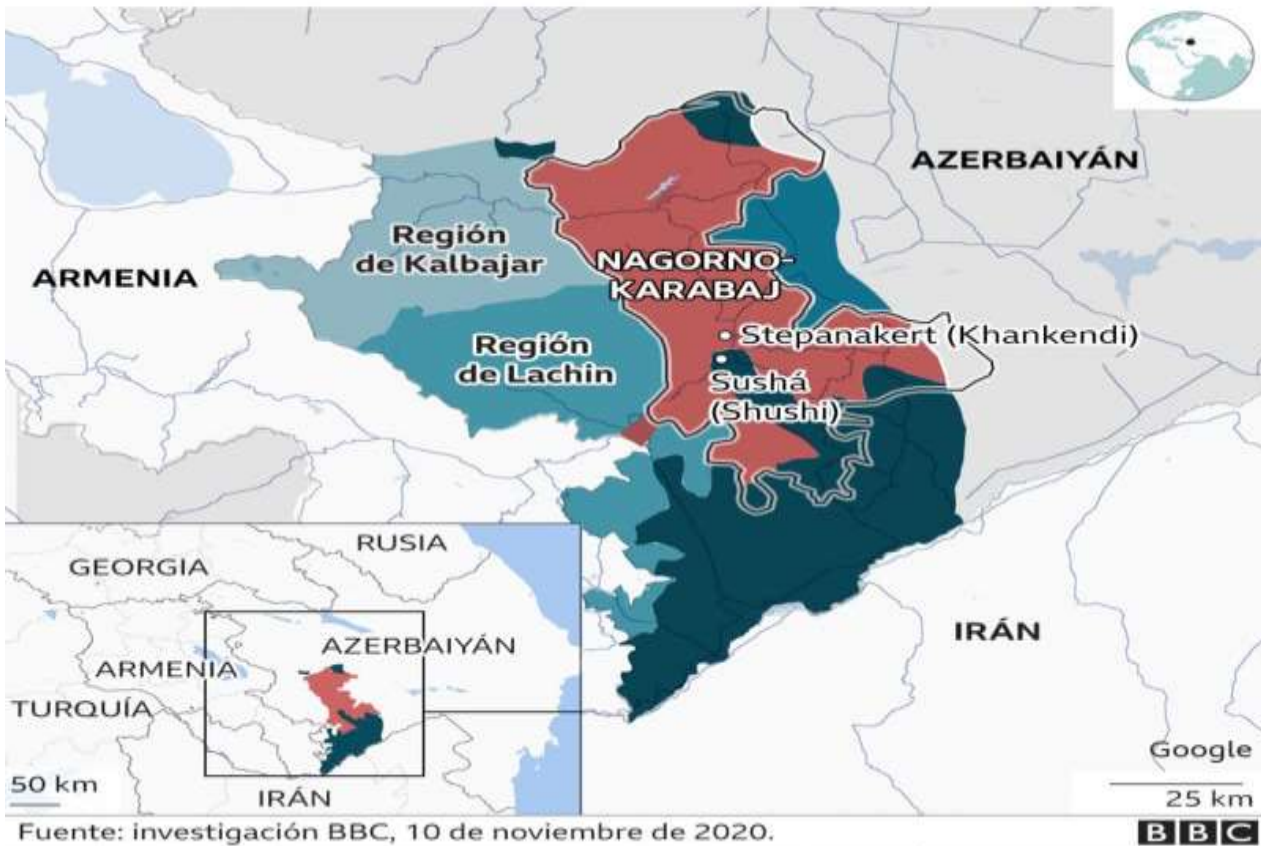 AZERBAIYÁN
Región
de Kalbajar
ARMENIA
NAGORNO-
KARABAJ
Stepanakert (Khankendi)
Región
de Lachin
Sushá
(Shushi)
IRÁN
RUSIA
GEORGIA
AZERBAIYÁN
ARMENIA
TURQUÍA
IRÁN
50 km
Google
25 km
Fuente: investigación BBC, 10 de noviembre de 2020.
BBC